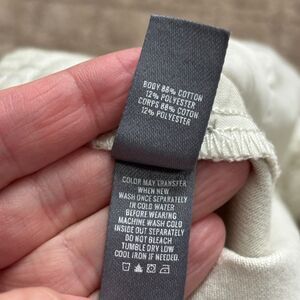 BODY 88% COTTON
12% POLYESTER
CORPS 88% COTON
12% POLYESTER
COLOR MAY TRANSFER
WHEN NEW
WASH ONCE SEPARATELY
IN COLD WATER
BEFORE WEARING
MACHINE WASH COLD
INSIDE OUT SEPARATELY
DO NOT BLEACH
TUMBLE DRY LOW
COOL IRON IF NEEDED.